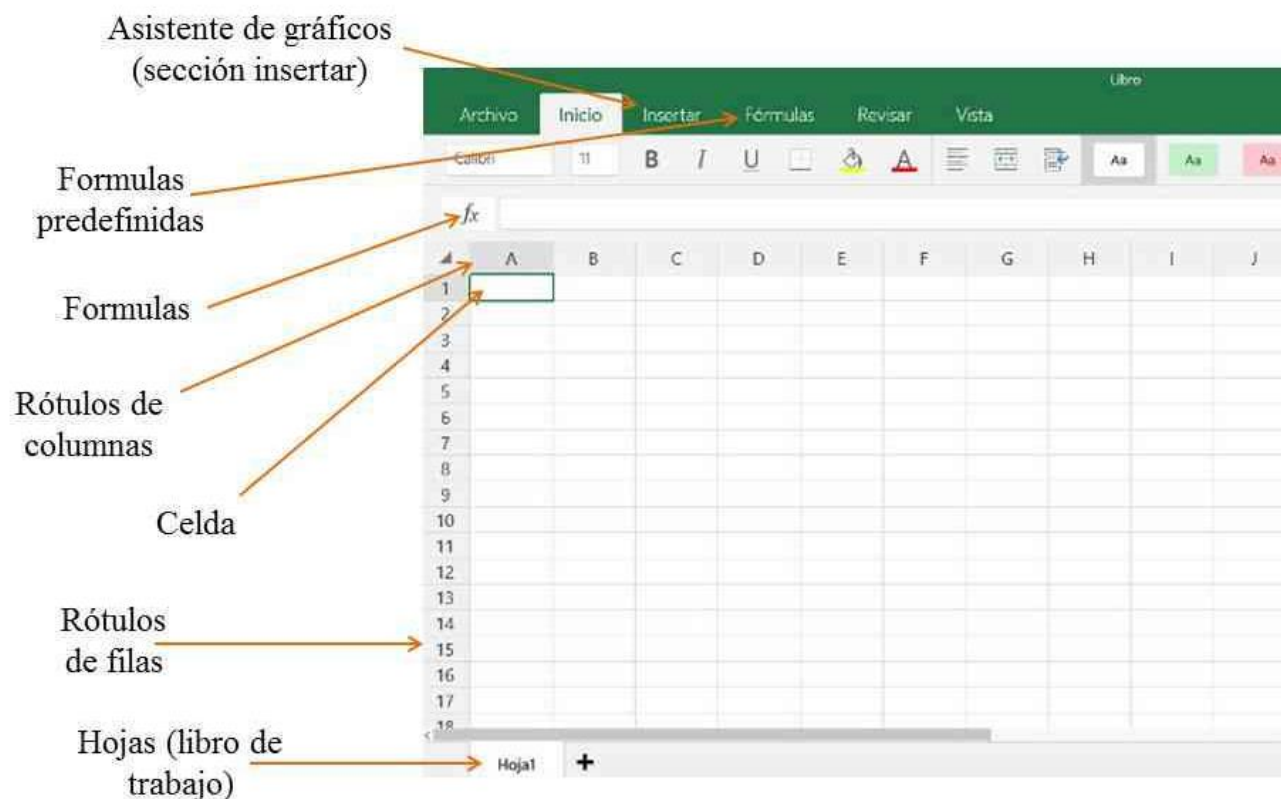 Asistente de gráficos
(sección insertar)
Libro
Archivo Inicio Insertar Fórmulas Revisar Vista
Calibri 11 B I U A Aa Aa Aa
Formulas
predefinidas
fx
A B C D E F G H I J
Formulas
1
2
3
4
5
6
7
8
9
10
11
12
13
14
15
16
17
18
Rótulos de
columnas
Celda
Rótulos
de filas
Hojas (libro de
trabajo)
Hoja1 +